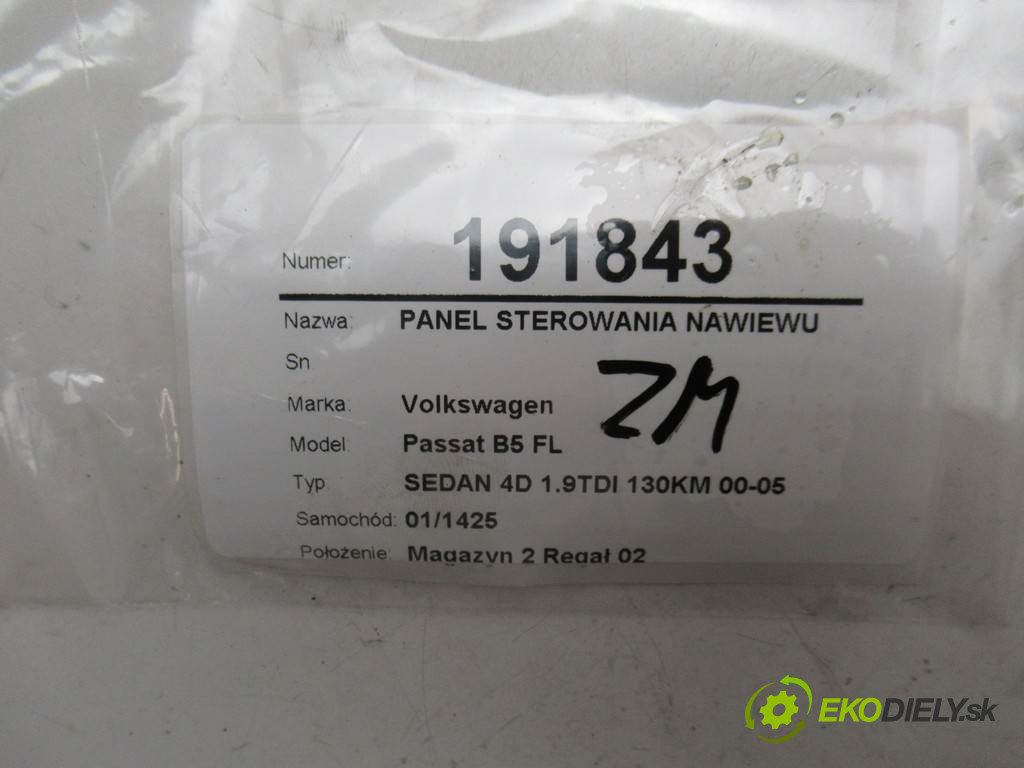 Numer: 191843
Nazwa: PANEL STEROWANIA NAWIEWU
Sn
ZM
Marka: Volkswagen
Model: Passat B5 FL
Typ SEDAN 4D 1.9TDI 130KM 00-05
Samochód: 01/1425
Położenie: Magazyn 2 Regał 02
EKODIELY.sk